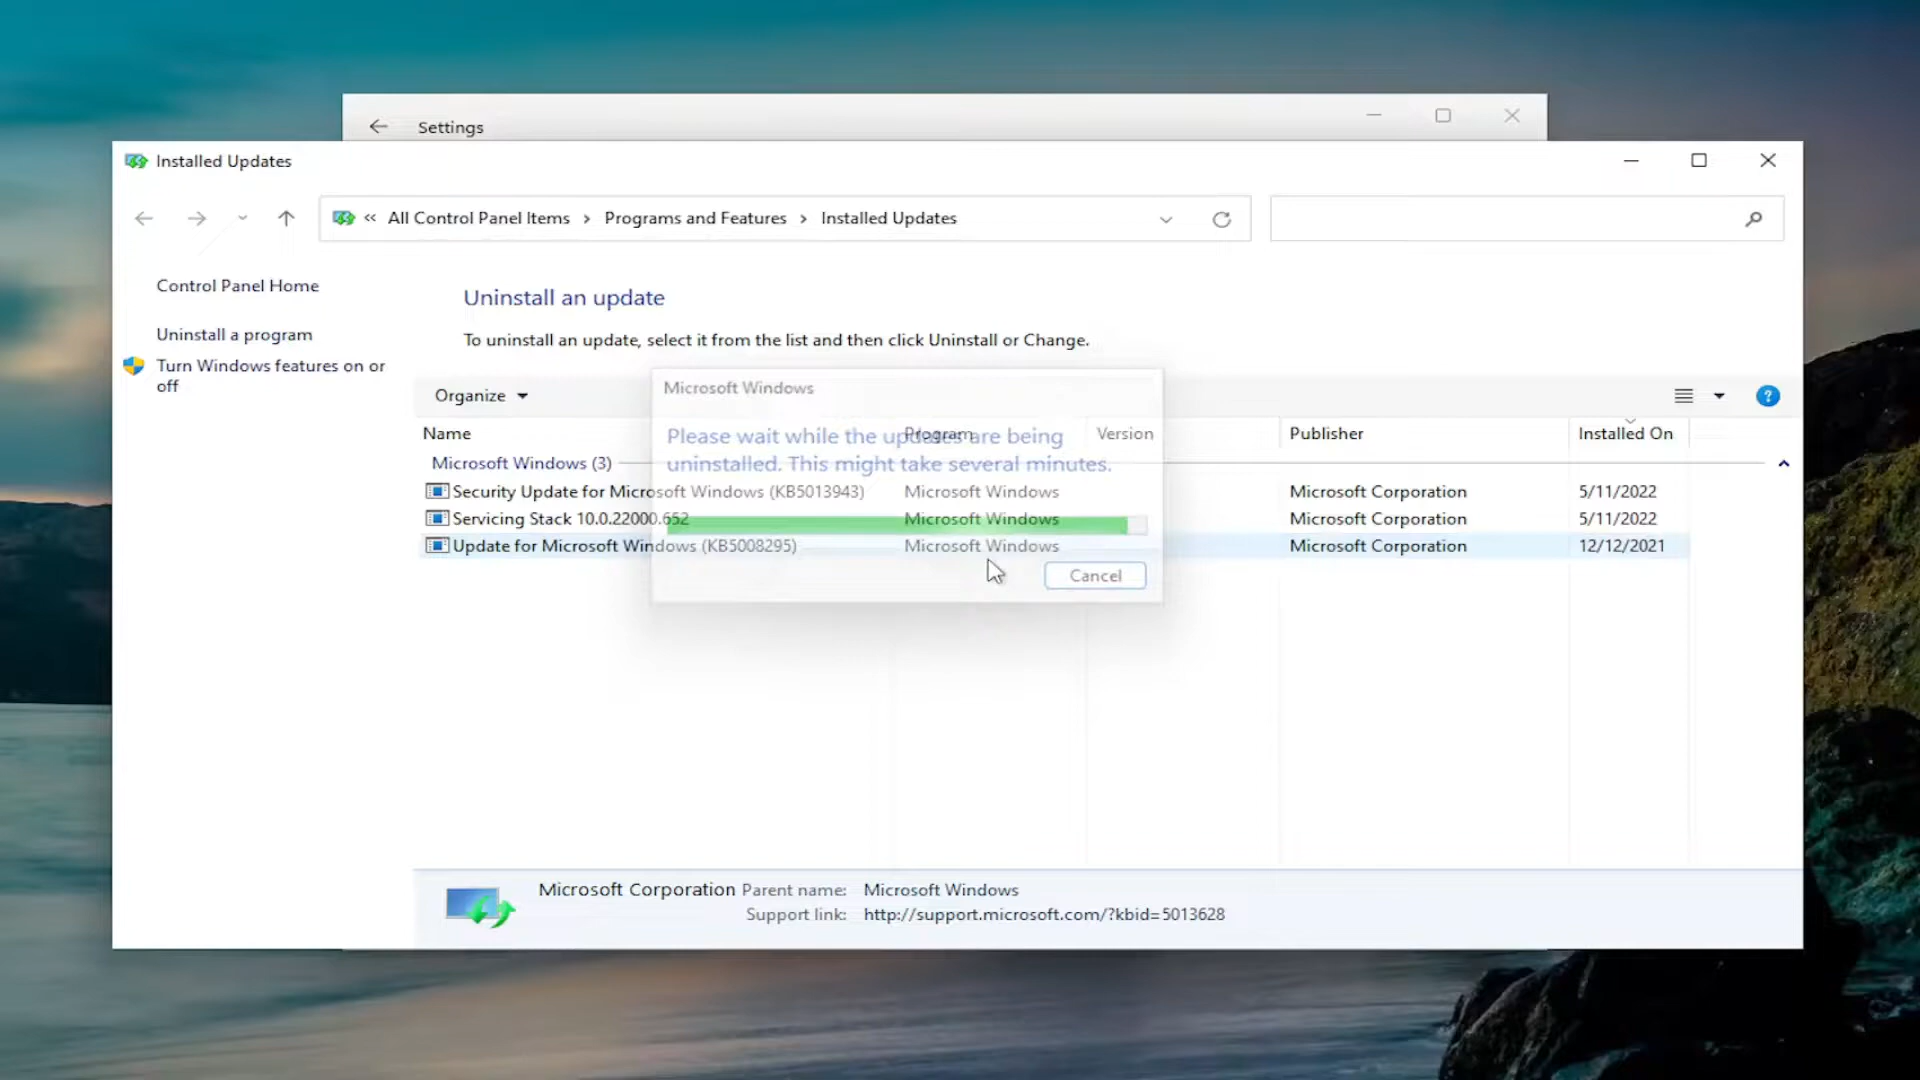 Settings
Installed Updates
« All Control Panel Items › Programs and Features › Installed Updates
Control Panel Home
Uninstall a program
Turn Windows features on or
off
Uninstall an update
To uninstall an update, select it from the list and then click Uninstall or Change.
Organize
Microsoft Windows
Please wait while the updates are being
uninstalled. This might take several minutes.
Cancel
Name Program Version Publisher Installed On
Microsoft Windows (3)
Security Update for Microsoft Windows (KB5013943) Microsoft Windows Microsoft Corporation 5/11/2022
Servicing Stack 10.0.22000.652 Microsoft Windows Microsoft Corporation 5/11/2022
Update for Microsoft Windows (KB5008295) Microsoft Windows Microsoft Corporation 12/12/2021
Microsoft Corporation Parent name: Microsoft Windows
Support link: http://support.microsoft.com/?kbid=5013628